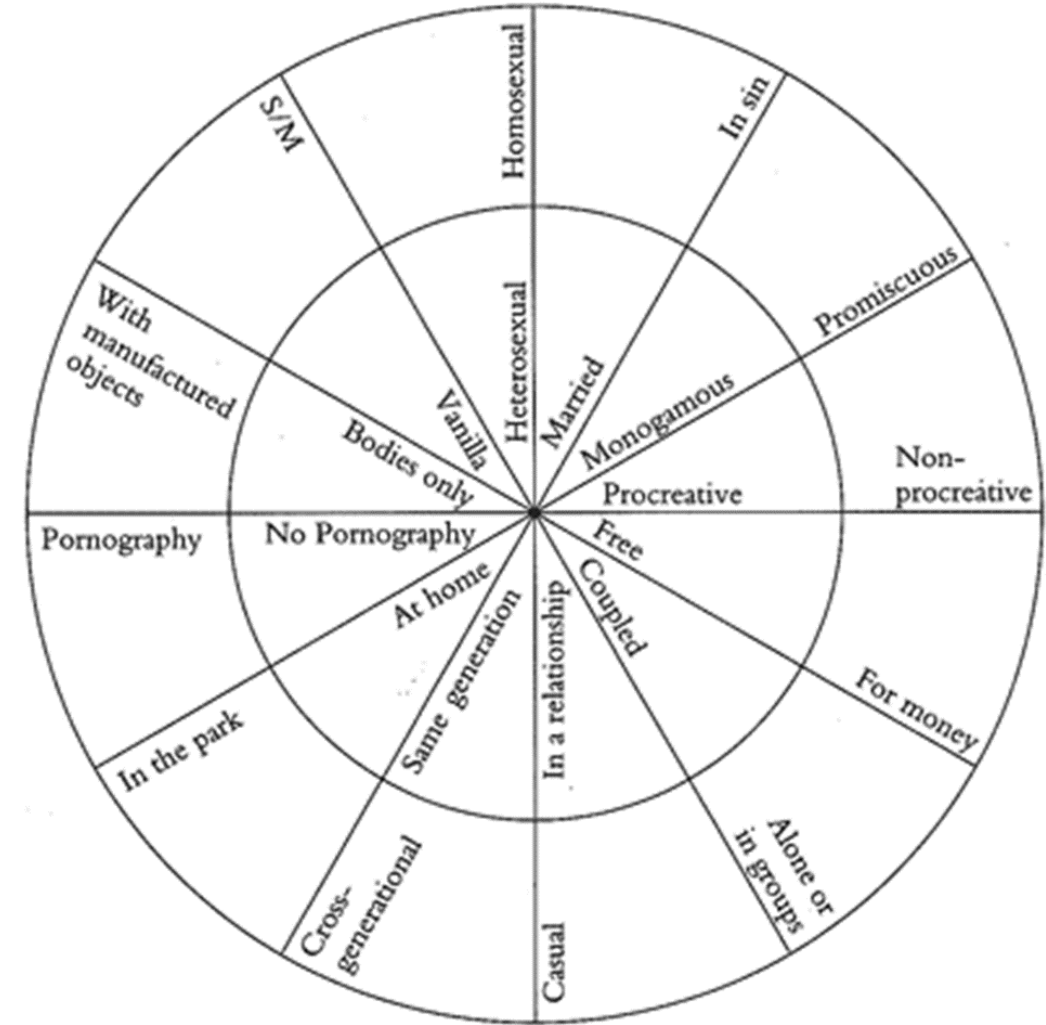 Homosexual
In sin
Promiscuous
Non-
procreative
For money
Alone or
in groups
Casual
Cross-
generational
In the park
Pornography
With
manufactured
objects
S/M
Heterosexual
Married
Monogamous
Procreative
Free
Coupled
In a relationship
Same generation
At home
No Pornography
Bodies only
Vanilla